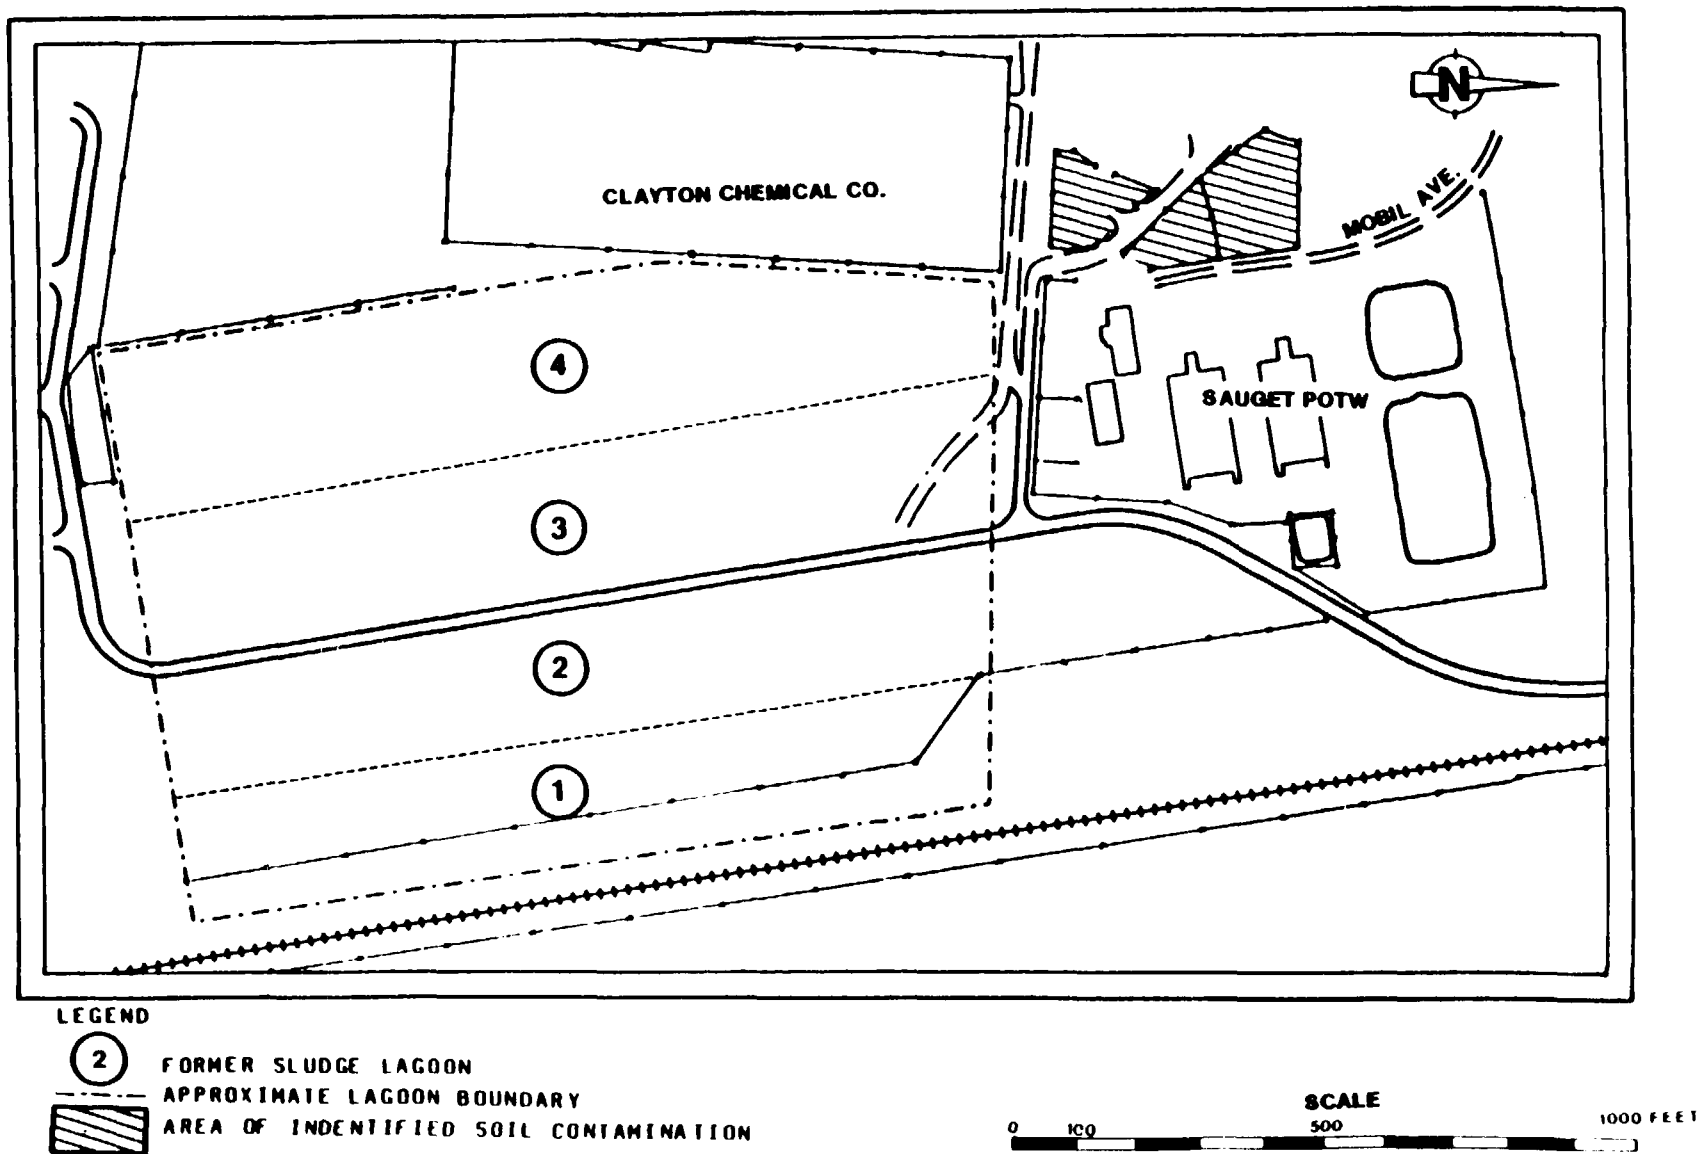 N
CLAYTON CHEMICAL CO.
MOBIL AVE.
4
SAUGET POTW
3
2
1
LEGEND
2 FORMER SLUDGE LAGOON
APPROXIMATE LAGOON BOUNDARY
AREA OF INDENTIFIED SOIL CONTAMINATION
SCALE
0 100 500 1000 FEET